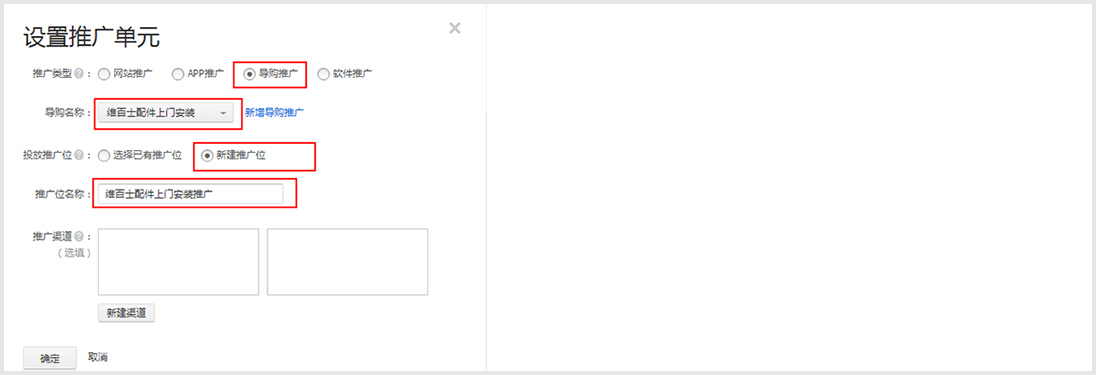 设置推广单元
推广类型 ? ： 网站推广 APP推广 导购推广 软件推广
导购名称： 维百士配件上门安装 新增导购推广
投放推广位 ? ： 选择已有推广位 新建推广位
推广位名称： 维百士配件上门安装推广
推广渠道 ? ：
（选填）
新建渠道
确定 取消